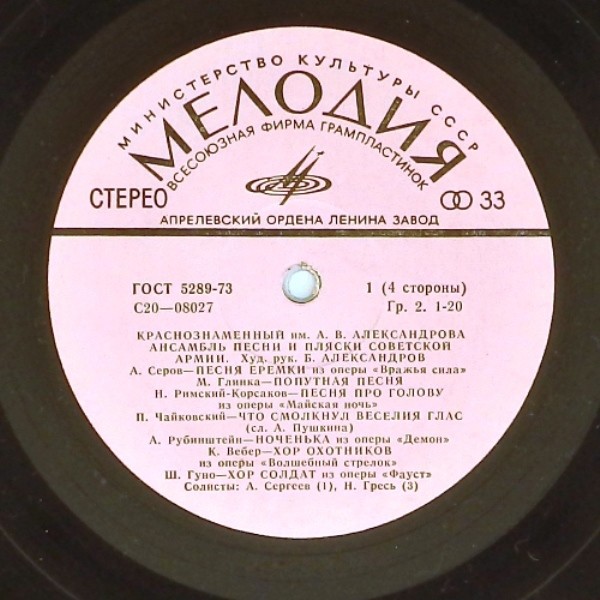 МИНИСТЕРСТВО КУЛЬТУРЫ СССР
МЕЛОДИЯ
ВСЕСОЮЗНАЯ ФИРМА ГРАМПЛАСТИНОК
СТЕРЕО
33
АПРЕЛЕВСКИЙ ОРДЕНА ЛЕНИНА ЗАВОД
ГОСТ 5289-73
1 (4 стороны)
С20—08027
Гр. 2. 1-20
КРАСНОЗНАМЕННЫЙ им. А. В. АЛЕКСАНДРОВА
АНСАМБЛЬ ПЕСНИ И ПЛЯСКИ СОВЕТСКОЙ
АРМИИ. Худ. рук. Б. АЛЕКСАНДРОВ
А. Серов—ПЕСНЯ ЕРЕМКИ из оперы «Вражья сила»
М. Глинка—ПОПУТНАЯ ПЕСНЯ
Н. Римский-Корсаков—ПЕСНЯ ПРО ГОЛОВУ
из оперы «Майская ночь»
П. Чайковский—ЧТО СМОЛКНУЛ ВЕСЕЛИЯ ГЛАС
(сл. А. Пушкина)
А. Рубинштейн—НОЧЕНЬКА из оперы «Демон»
К. Вебер—ХОР ОХОТНИКОВ
из оперы «Волшебный стрелок»
Ш. Гуно—ХОР СОЛДАТ из оперы «Фауст»
Солисты: А. Сергеев (1), Н. Гресь (3)